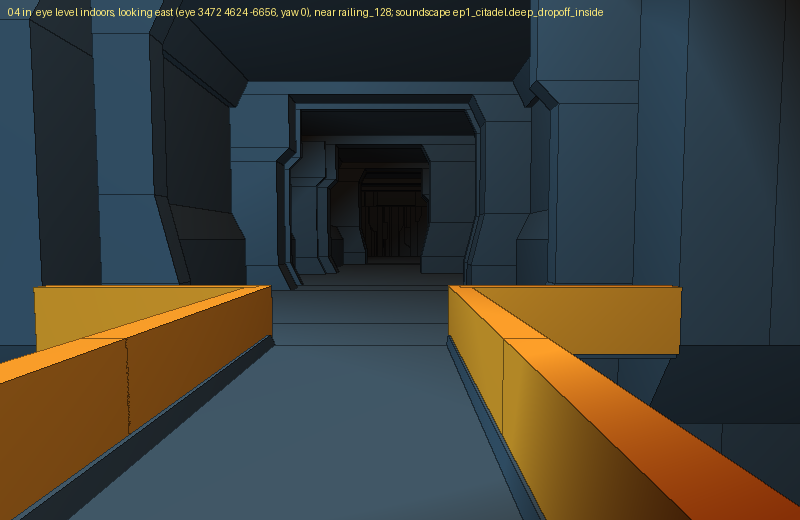 04 in eye level indoors, looking east (eye 3472 4624 -6656, yaw 0), near railing_128; soundscape ep1_citadel.deep_dropoff_inside